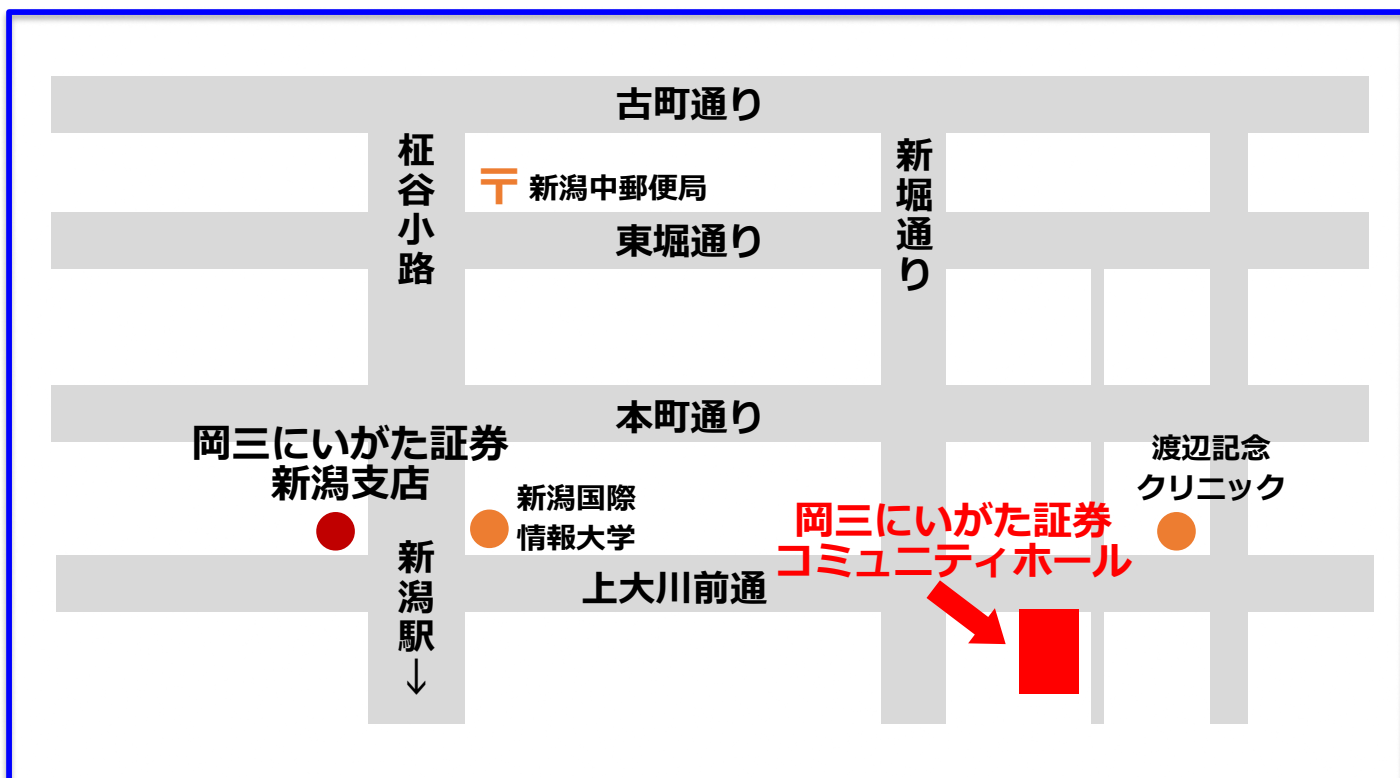 古町通り
柾谷小路
新堀通り
〒 新潟中郵便局
東堀通り
本町通り
岡三にいがた証券
新潟支店
新潟国際
情報大学
渡辺記念
クリニック
岡三にいがた証券
コミュニティホール
新潟駅↓
上大川前通